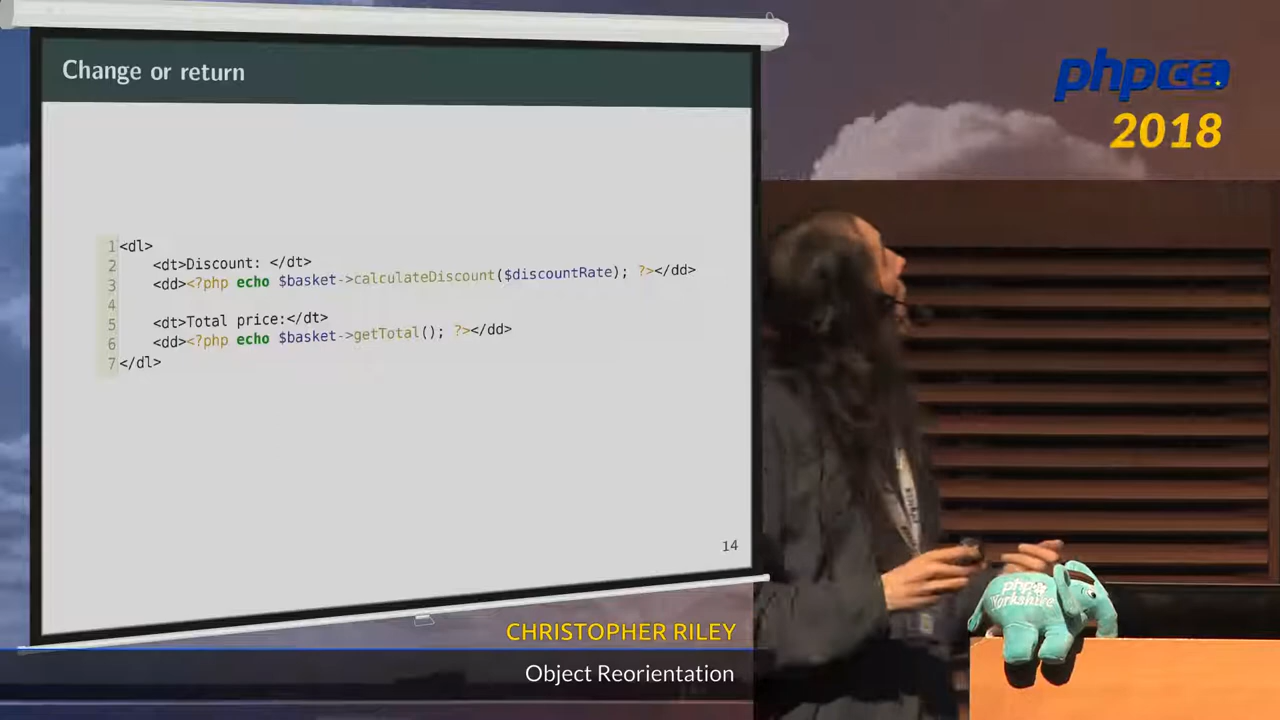 Change or return
1 <dl>
2 <dt>Discount: </dt>
3 <dd><?php echo $basket->calculateDiscount($discountRate); ?></dd>
4
5 <dt>Total price:</dt>
6 <dd><?php echo $basket->getTotal(); ?></dd>
7 </dl>
14
phpce
2018
php
Yorkshire
CHRISTOPHER RILEY
Object Reorientation